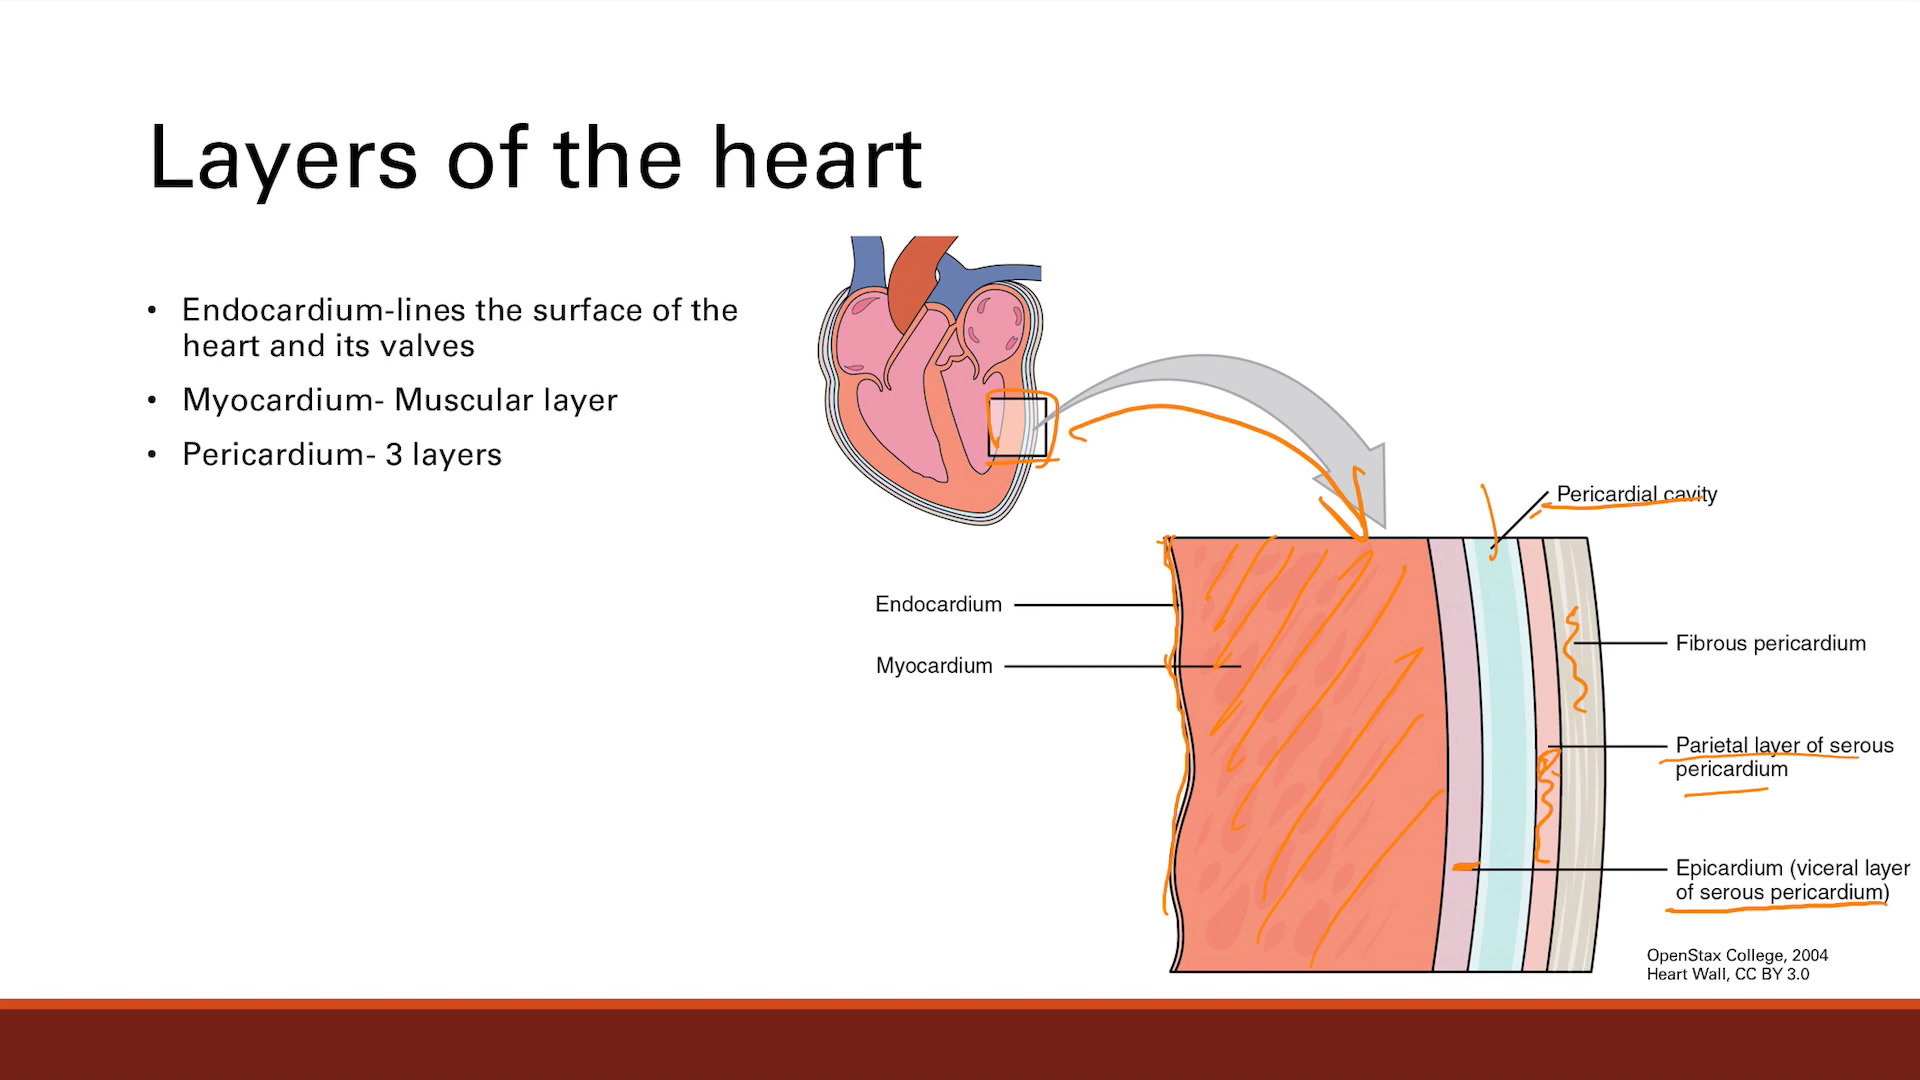 Layers of the heart
• Endocardium-lines the surface of the
heart and its valves
• Myocardium- Muscular layer
• Pericardium- 3 layers
Pericardial cavity
Endocardium
Myocardium
Fibrous pericardium
Parietal layer of serous
pericardium
Epicardium (viceral layer
of serous pericardium)
OpenStax College, 2004
Heart Wall, CC BY 3.0